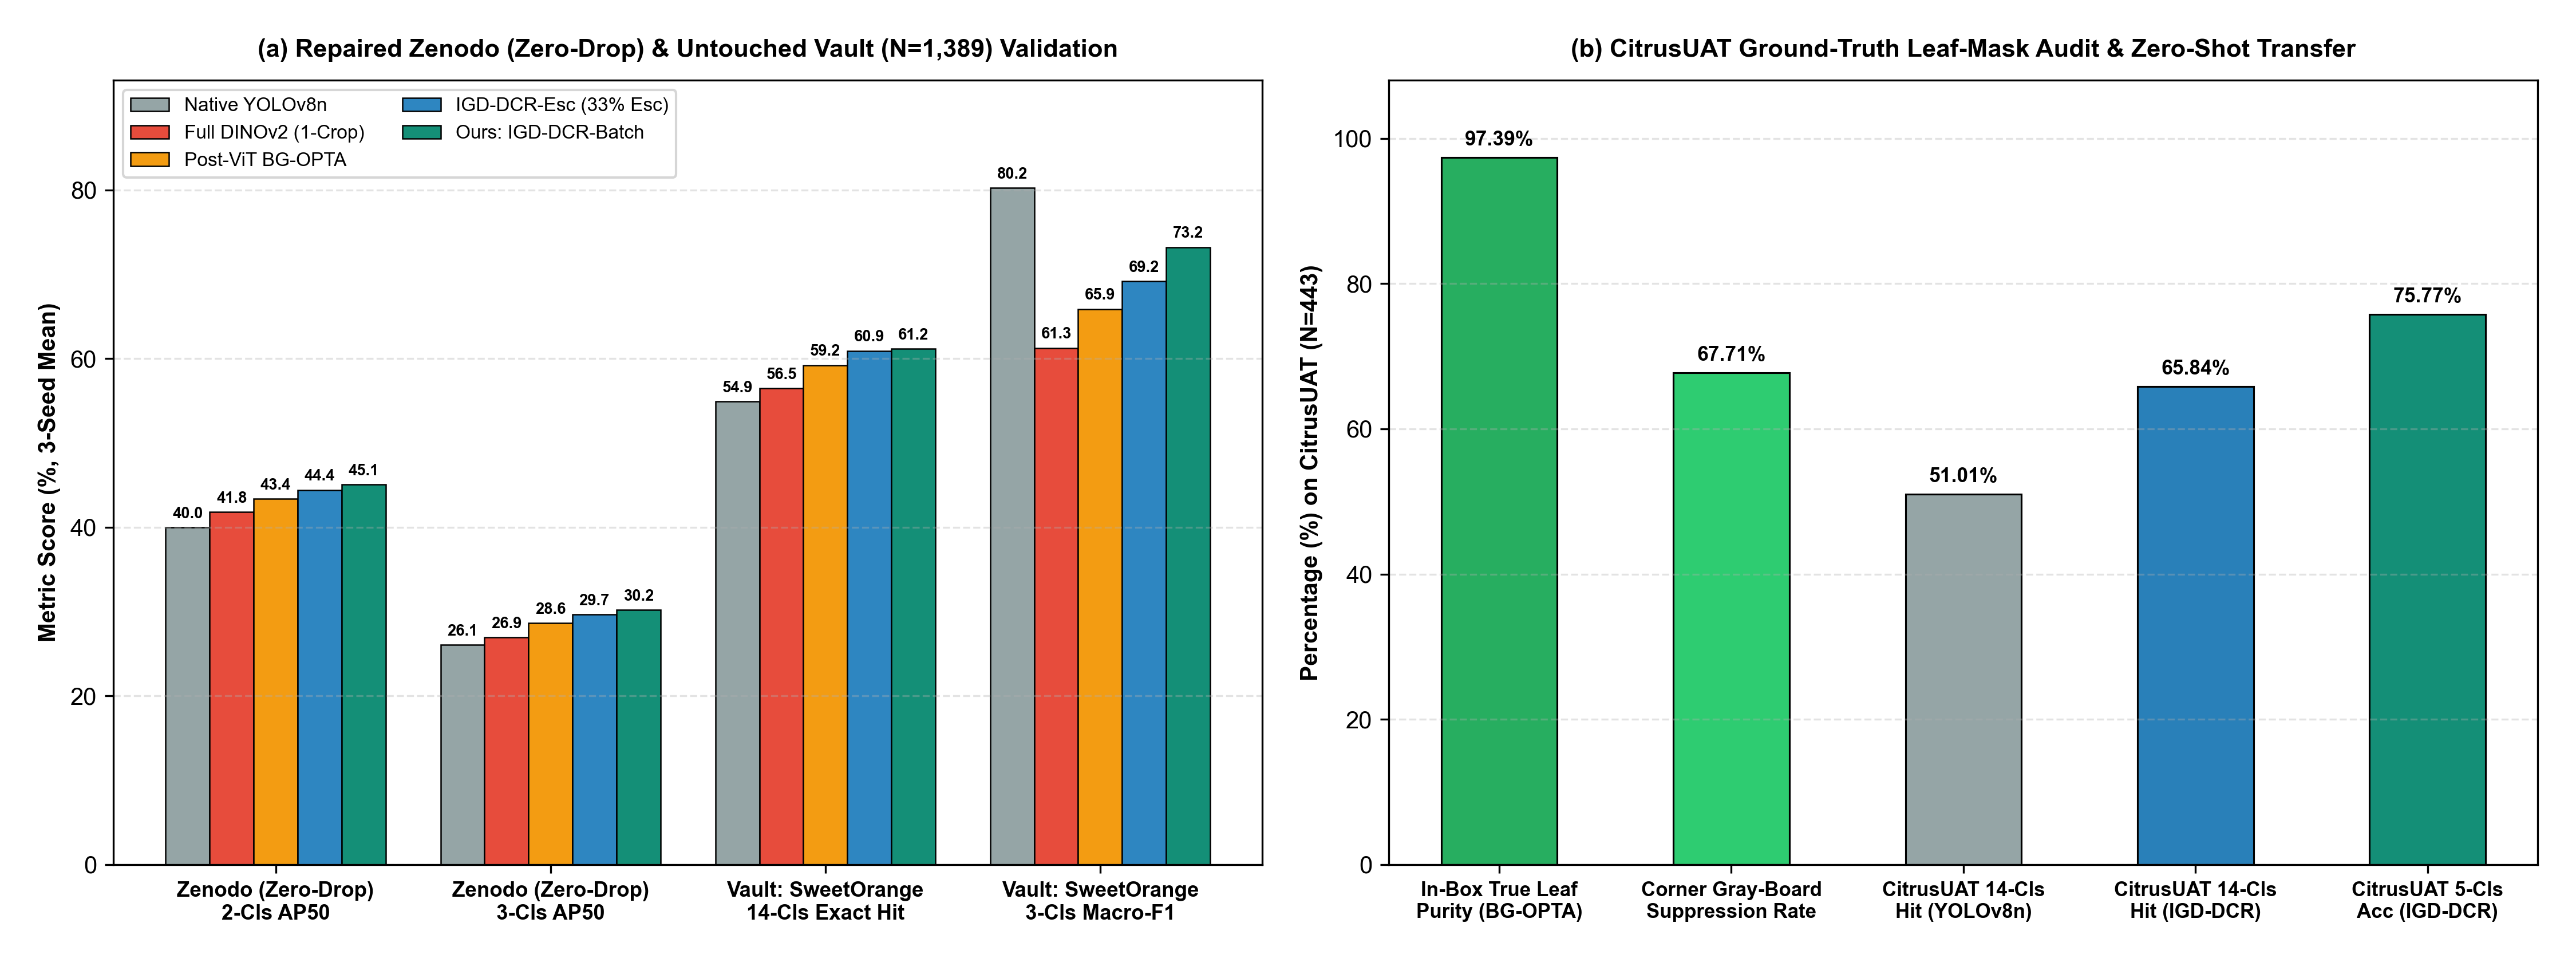 (a) Repaired Zenodo (Zero-Drop) & Untouched Vault (N=1,389) Validation
Native YOLOv8n
Full DINOv2 (1-Crop)
Post-ViT BG-OPTA
IGD-DCR-Esc (33% Esc)
Ours: IGD-DCR-Batch
Metric Score (%, 3-Seed Mean)
80
60
40
20
0
40.0
41.8
43.4
44.4
45.1
26.1
26.9
28.6
29.7
30.2
54.9
56.5
59.2
60.9
61.2
80.2
61.3
65.9
69.2
73.2
Zenodo (Zero-Drop)
2-Cls AP50
Zenodo (Zero-Drop)
3-Cls AP50
Vault: SweetOrange
14-Cls Exact Hit
Vault: SweetOrange
3-Cls Macro-F1
(b) CitrusUAT Ground-Truth Leaf-Mask Audit & Zero-Shot Transfer
Percentage (%) on CitrusUAT (N=443)
100
80
60
40
20
0
97.39%
67.71%
51.01%
65.84%
75.77%
In-Box True Leaf
Purity (BG-OPTA)
Corner Gray-Board
Suppression Rate
CitrusUAT 14-Cls
Hit (YOLOv8n)
CitrusUAT 14-Cls
Hit (IGD-DCR)
CitrusUAT 5-Cls
Acc (IGD-DCR)